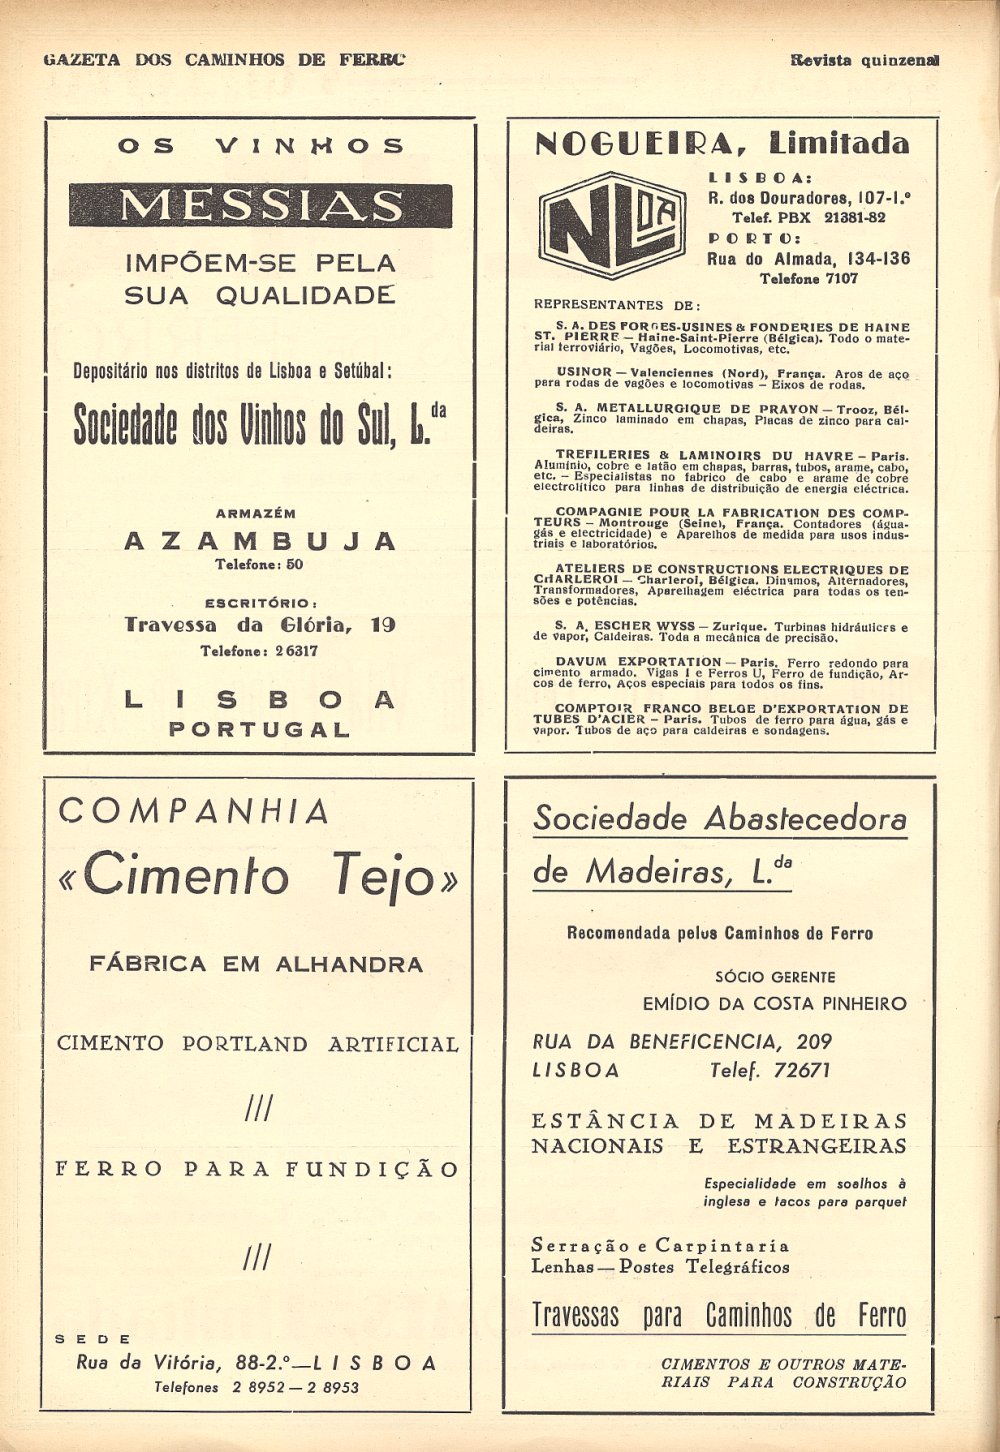 GAZETA DOS CAMINHOS DE FERRO
Revista quinzenal
OS VINHOS
MESSIAS
IMPÕEM-SE PELA
SUA QUALIDADE
Depositário nos distritos de Lisboa e Setúbal:
Sociedade dos Vinhos do Sul, L.da
ARMAZÉM
AZAMBUJA
Telefone: 50
ESCRITÓRIO:
Travessa da Glória, 19
Telefone: 26317
LISBOA
PORTUGAL
NOGUEIRA, Limitada
NLDA
LISBOA:
R. dos Douradores, 107-1.º
Telef. PBX 21381-82
PORTO:
Rua do Almada, 134-136
Telefone 7107
REPRESENTANTES DE:
S. A. DES FORGES-USINES & FONDERIES DE HAINE
ST. PIERRE — Haine-Saint-Pierre (Bélgica). Todo o mate-
rial ferroviário, Vagões, Locomotivas, etc.
USINOR — Valenciennes (Nord), França. Aros de aço
para rodas de vagões e locomotivas — Eixos de rodas.
S. A. METALLURGIQUE DE PRAYON — Trooz, Bél-
gica, Zinco laminado em chapas, Placas de zinco para cal-
deiras.
TREFILERIES & LAMINOIRS DU HAVRE — Paris.
Alumínio, cobre e latão em chapas, barras, tubos, arame, cabo,
etc. — Especialistas no fabrico de cabo e arame de cobre
electrolítico para linhas de distribuição de energia eléctrica.
COMPAGNIE POUR LA FABRICATION DES COMP-
TEURS — Montrouge (Seine), França. Contadores (água-
gás e electricidade) e Aparelhos de medida para usos indus-
triais e laboratórios.
ATELIERS DE CONSTRUCTIONS ELECTRIQUES DE
CHARLEROI — Charleroi, Bélgica. Dínamos, Alternadores,
Transformadores, Aparelhagem eléctrica para todas os ten-
sões e potências.
S. A. ESCHER WYSS — Zurique. Turbinas hidráulicas e
de vapor, Caldeiras. Toda a mecânica de precisão.
DAVUM EXPORTATION — Paris. Ferro redondo para
cimento armado. Vigas I e Ferros U, Ferro de fundição, Ar-
cos de ferro, Aços especiais para todos os fins.
COMPTOIR FRANCO BELGE D'EXPORTATION DE
TUBES D'ACIER — Paris. Tubos de ferro para água, gás e
vapor. Tubos de aço para caldeiras e sondagens.
COMPANHIA
«Cimento Tejo»
FÁBRICA EM ALHANDRA
CIMENTO PORTLAND ARTIFICIAL
///
FERRO PARA FUNDIÇÃO
///
SEDE
Rua da Vitória, 88-2.º — LISBOA
Telefones 2 8952 — 2 8953
Sociedade Abastecedora
de Madeiras, L.da
Recomendada pelos Caminhos de Ferro
SÓCIO GERENTE
EMÍDIO DA COSTA PINHEIRO
RUA DA BENEFICENCIA, 209
LISBOA Telef. 72671
ESTÂNCIA DE MADEIRAS
NACIONAIS E ESTRANGEIRAS
Especialidade em soalhos à
inglesa e tacos para parquet
Serração e Carpintaria
Lenhas — Postes Telegráficos
Travessas para Caminhos de Ferro
CIMENTOS E OUTROS MATE-
RIAIS PARA CONSTRUÇÃO